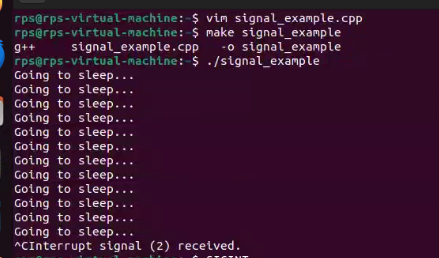 rps@rps-virtual-machine:~$ vim signal_example.cpp
rps@rps-virtual-machine:~$ make signal_example
g++     signal_example.cpp   -o signal_example
rps@rps-virtual-machine:~$ ./signal_example
Going to sleep...
Going to sleep...
Going to sleep...
Going to sleep...
Going to sleep...
Going to sleep...
Going to sleep...
Going to sleep...
Going to sleep...
Going to sleep...
Going to sleep...
Going to sleep...
^CInterrupt signal (2) received.